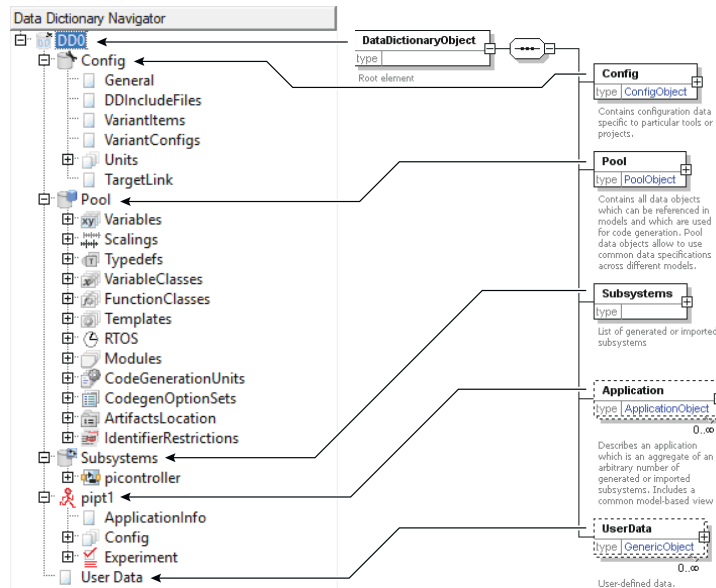 Data Dictionary Navigator
DD0
Config
General
DDIncludeFiles
VariantItems
VariantConfigs
Units
TargetLink
Pool
Variables
Scalings
Typedefs
VariableClasses
FunctionClasses
Templates
RTOS
Modules
CodeGenerationUnits
CodegenOptionSets
ArtifactsLocation
IdentifierRestrictions
Subsystems
picontroller
pipt1
ApplicationInfo
Config
Experiment
User Data
DataDictionaryObject
type
Root element
Config
type ConfigObject
Contains configuration data
specific to particular tools or
projects.
Pool
type PoolObject
Contains all data objects
which can be referenced in
models and which are used
for code generation. Pool
data objects allow to use
common data specifications
across different models.
Subsystems
type
List of generated or imported
subsystems
Application
type ApplicationObject
0..∞
Describes an application
which is an aggregate of an
arbitrary number of
generated or imported
subsystems. Includes a
common model-based view
UserData
type GenericObject
0..∞
User-defined data.